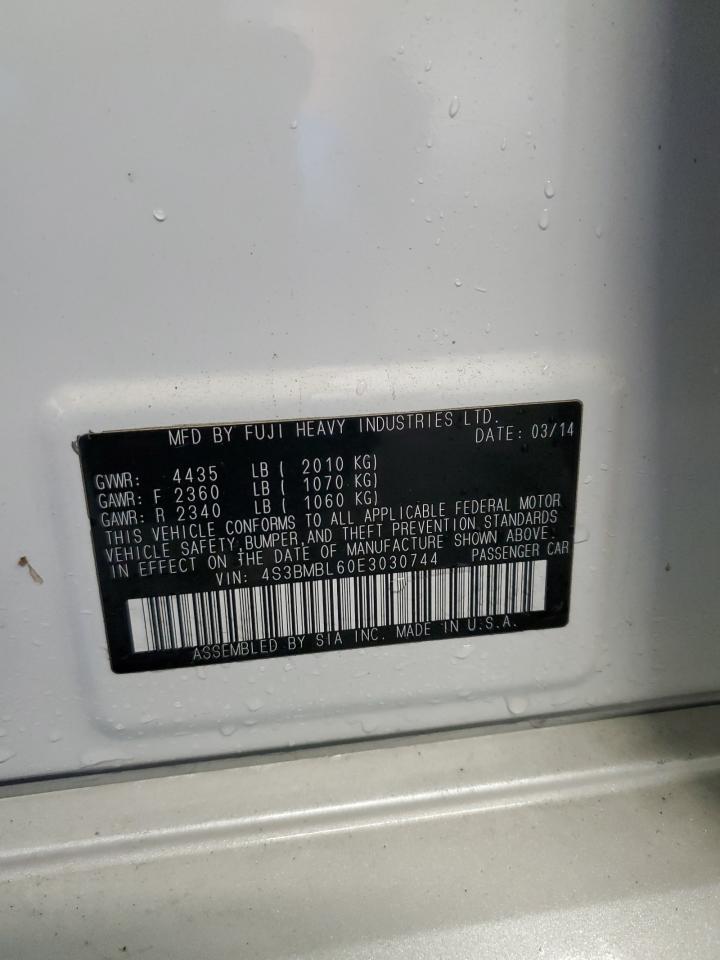 MFD BY FUJI HEAVY INDUSTRIES LTD.
DATE: 03/14
GVWR: 4435 LB ( 2010 KG)
GAWR: F 2360 LB ( 1070 KG)
GAWR: R 2340 LB ( 1060 KG)
THIS VEHICLE CONFORMS TO ALL APPLICABLE FEDERAL MOTOR
VEHICLE SAFETY, BUMPER, AND THEFT PREVENTION STANDARDS
IN EFFECT ON THE DATE OF MANUFACTURE SHOWN ABOVE.
VIN: 4S3BMBL60E3030744 PASSENGER CAR
ASSEMBLED BY SIA INC. MADE IN U.S.A.